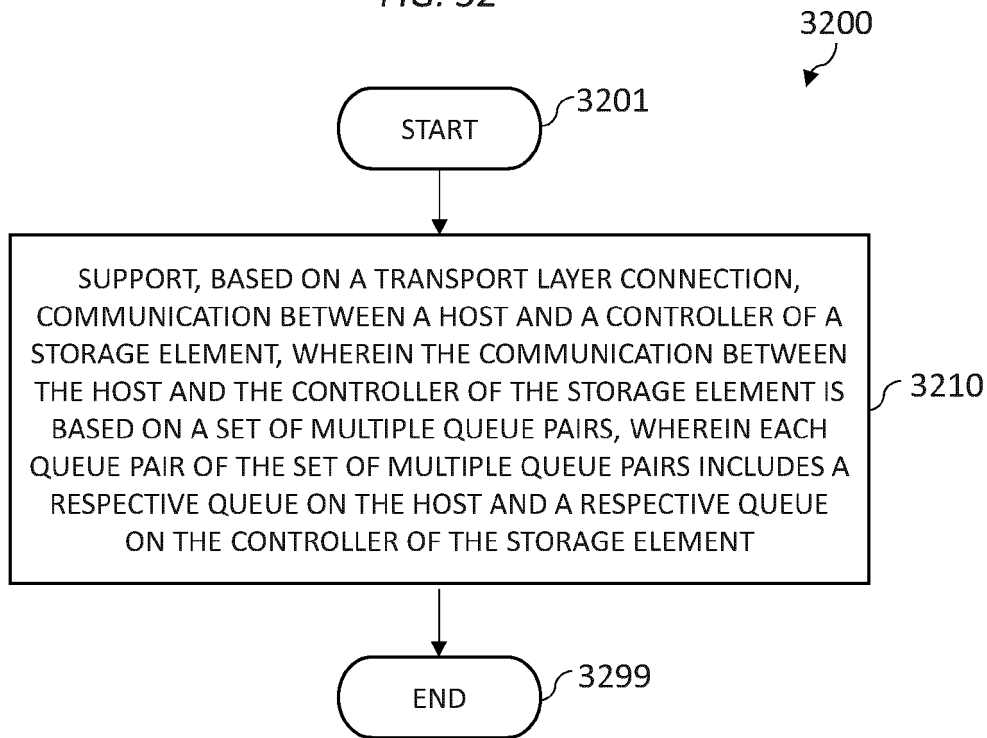 FIG. 32
3200
START
3201
SUPPORT, BASED ON A TRANSPORT LAYER CONNECTION,
COMMUNICATION BETWEEN A HOST AND A CONTROLLER OF A
STORAGE ELEMENT, WHEREIN THE COMMUNICATION BETWEEN
THE HOST AND THE CONTROLLER OF THE STORAGE ELEMENT IS
BASED ON A SET OF MULTIPLE QUEUE PAIRS, WHEREIN EACH
QUEUE PAIR OF THE SET OF MULTIPLE QUEUE PAIRS INCLUDES A
RESPECTIVE QUEUE ON THE HOST AND A RESPECTIVE QUEUE
ON THE CONTROLLER OF THE STORAGE ELEMENT
3210
END
3299